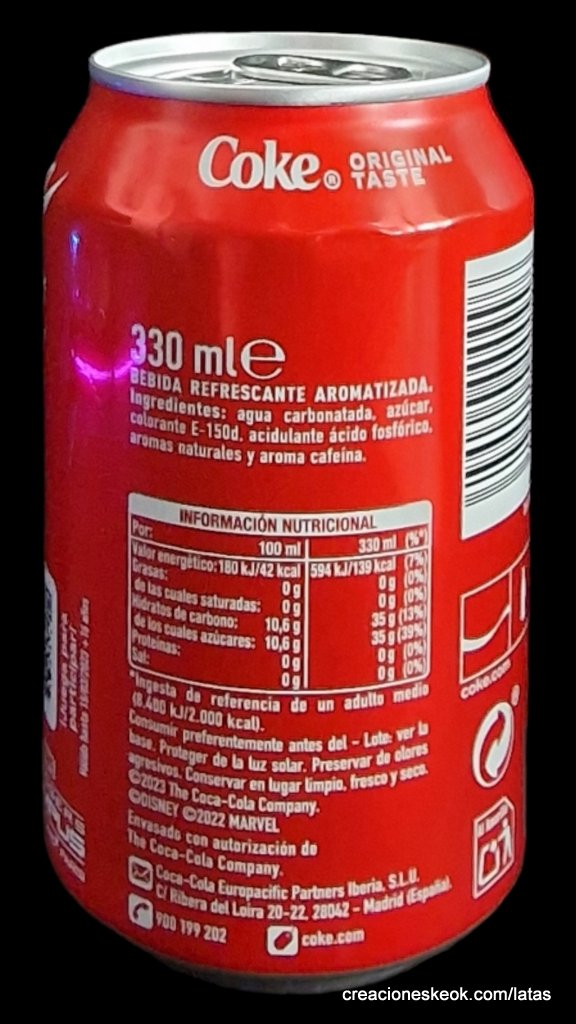 Coke® ORIGINAL
TASTE
330 ml e
BEBIDA REFRESCANTE AROMATIZADA.
Ingredientes: agua carbonatada, azúcar,
colorante E-150d, acidulante ácido fosfórico,
aromas naturales y aroma cafeína.
INFORMACIÓN NUTRICIONAL
Por: 100 ml 330 ml (%*)
Valor energético: 180 kJ/42 kcal 594 kJ/139 kcal (7%)
Grasas: 0 g 0 g (0%)
de las cuales saturadas: 0 g 0 g (0%)
Hidratos de carbono: 10,6 g 35 g (13%)
de los cuales azúcares: 10,6 g 35 g (39%)
Proteínas: 0 g 0 g (0%)
Sal: 0 g 0 g (0%)
*Ingesta de referencia de un adulto medio
(8.400 kJ/2.000 kcal).
Consumir preferentemente antes del - Lote: ver la
base. Proteger de la luz solar. Preservar de olores
agresivos. Conservar en lugar limpio, fresco y seco.
©2023 The Coca-Cola Company.
©DISNEY ©2022 MARVEL
Envasado con autorización de
The Coca-Cola Company.
Coca-Cola Europacific Partners Iberia, S.L.U.
C/ Ribera del Loira 20-22, 28042 - Madrid (España).
900 199 202
coke.com
¡Juega para
participar!
coke.com
®
creacioneskeok.com/latas